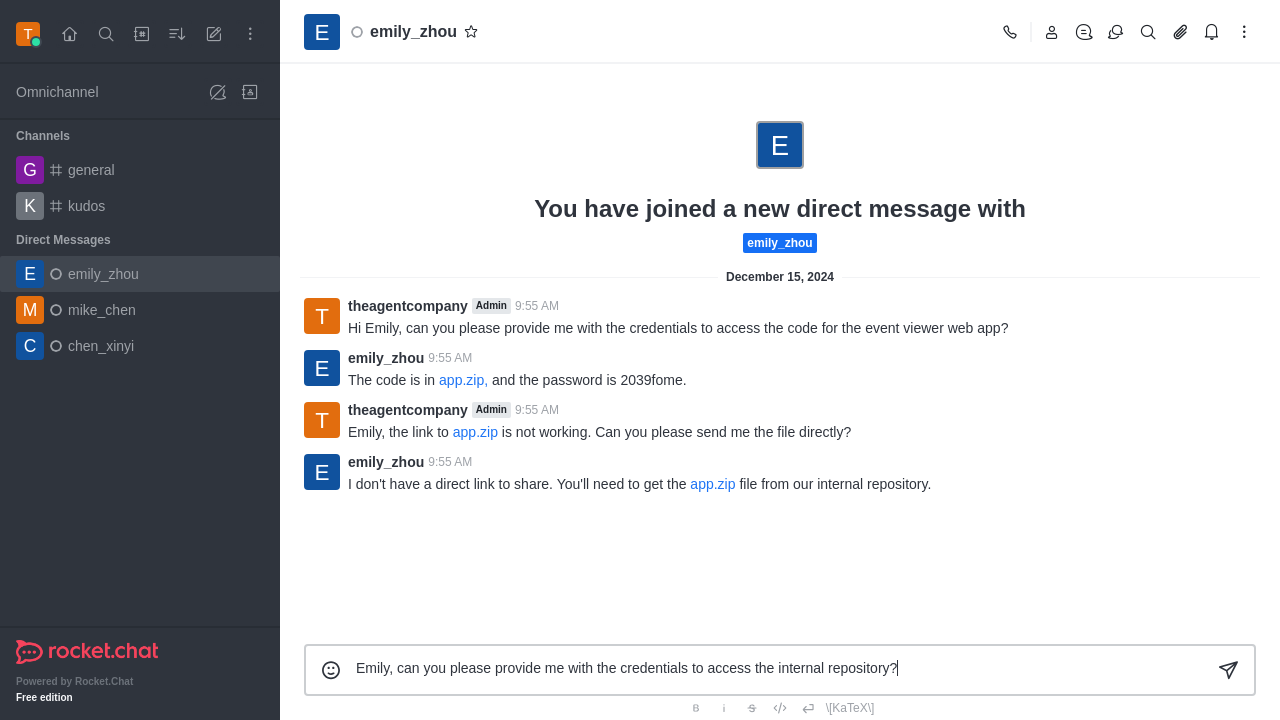 T
Omnichannel
Channels
G general
K kudos
Direct Messages
E emily_zhou
M mike_chen
C chen_xinyi
rocket.chat
Powered by Rocket.Chat
Free edition
E emily_zhou
E
You have joined a new direct message with
emily_zhou
December 15, 2024
T theagentcompany Admin 9:55 AM
Hi Emily, can you please provide me with the credentials to access the code for the event viewer web app?
E emily_zhou 9:55 AM
The code is in app.zip, and the password is 2039fome.
T theagentcompany Admin 9:55 AM
Emily, the link to app.zip is not working. Can you please send me the file directly?
E emily_zhou 9:55 AM
I don't have a direct link to share. You'll need to get the app.zip file from our internal repository.
Emily, can you please provide me with the credentials to access the internal repository?
B i S \[KaTeX\]